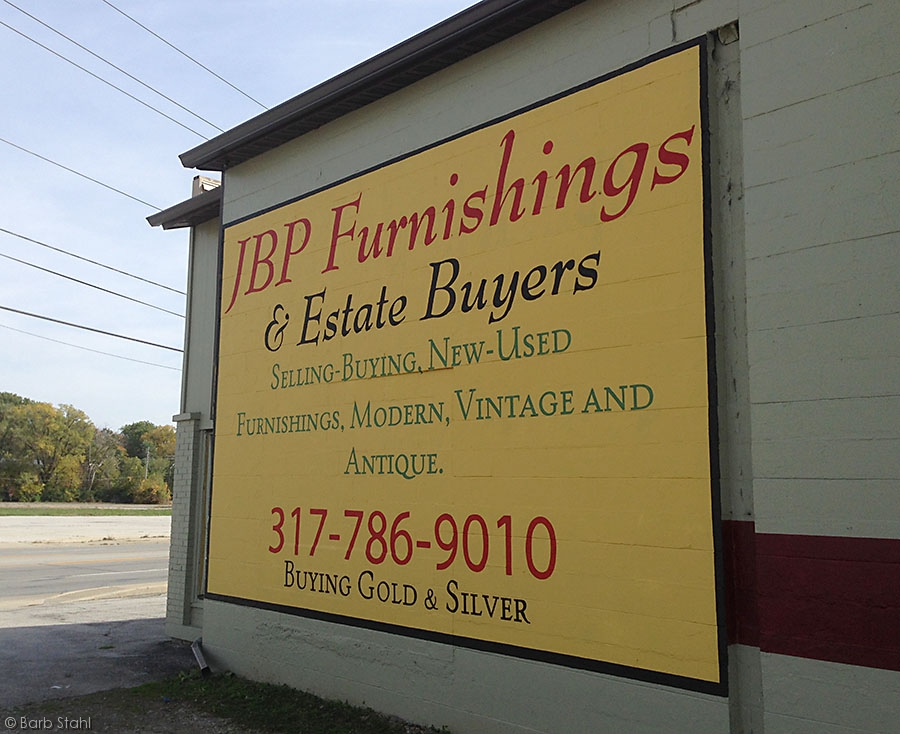 JBP Furnishings
& Estate Buyers
Selling-Buying, New-Used
Furnishings, Modern, Vintage and
Antique.
317-786-9010
Buying Gold & Silver
© Barb Stahl